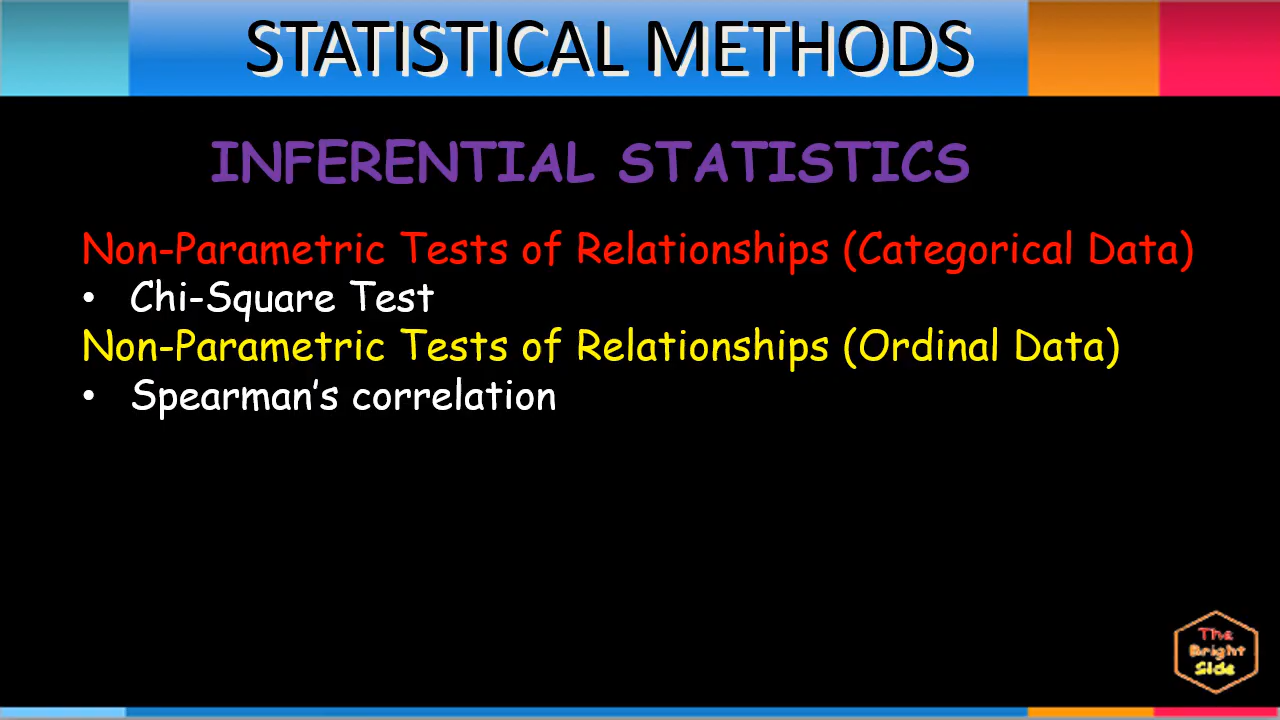 STATISTICAL METHODS
INFERENTIAL STATISTICS
Non-Parametric Tests of Relationships (Categorical Data)
• Chi-Square Test
Non-Parametric Tests of Relationships (Ordinal Data)
• Spearman’s correlation
The
Bright
Side